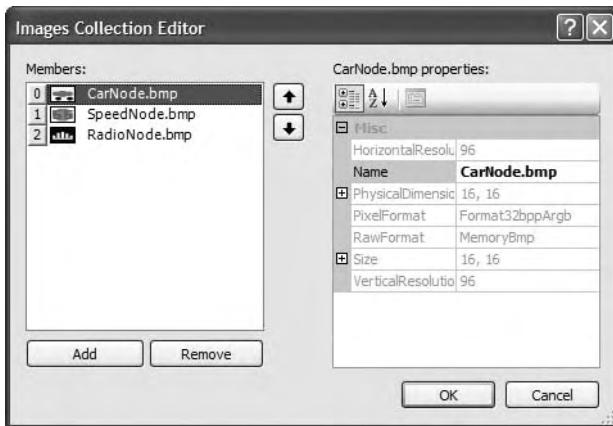 Images Collection Editor
Members:
0 CarNode.bmp
1 SpeedNode.bmp
2 RadioNode.bmp
Add Remove
CarNode.bmp properties:
Misc
HorizontalResolu 96
Name CarNode.bmp
PhysicalDimensic 16, 16
PixelFormat Format32bppArgb
RawFormat MemoryBmp
Size 16, 16
VerticalResolutio 96
OK Cancel